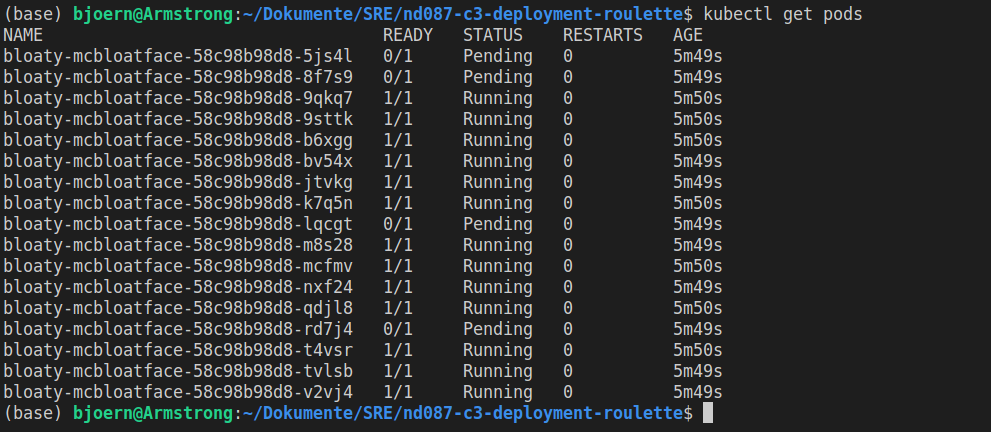 (base) bjoern@Armstrong:~/Dokumente/SRE/nd087-c3-deployment-roulette$ kubectl get pods
NAME READY STATUS RESTARTS AGE
bloaty-mcbloatface-58c98b98d8-5js4l 0/1 Pending 0 5m49s
bloaty-mcbloatface-58c98b98d8-8f7s9 0/1 Pending 0 5m49s
bloaty-mcbloatface-58c98b98d8-9qkq7 1/1 Running 0 5m50s
bloaty-mcbloatface-58c98b98d8-9sttk 1/1 Running 0 5m50s
bloaty-mcbloatface-58c98b98d8-b6xgg 1/1 Running 0 5m50s
bloaty-mcbloatface-58c98b98d8-bv54x 1/1 Running 0 5m49s
bloaty-mcbloatface-58c98b98d8-jtvkg 1/1 Running 0 5m49s
bloaty-mcbloatface-58c98b98d8-k7q5n 1/1 Running 0 5m50s
bloaty-mcbloatface-58c98b98d8-lqcgt 0/1 Pending 0 5m49s
bloaty-mcbloatface-58c98b98d8-m8s28 1/1 Running 0 5m49s
bloaty-mcbloatface-58c98b98d8-mcfmv 1/1 Running 0 5m50s
bloaty-mcbloatface-58c98b98d8-nxf24 1/1 Running 0 5m49s
bloaty-mcbloatface-58c98b98d8-qdjl8 1/1 Running 0 5m50s
bloaty-mcbloatface-58c98b98d8-rd7j4 0/1 Pending 0 5m49s
bloaty-mcbloatface-58c98b98d8-t4vsr 1/1 Running 0 5m50s
bloaty-mcbloatface-58c98b98d8-tvlsb 1/1 Running 0 5m49s
bloaty-mcbloatface-58c98b98d8-v2vj4 1/1 Running 0 5m49s
(base) bjoern@Armstrong:~/Dokumente/SRE/nd087-c3-deployment-roulette$